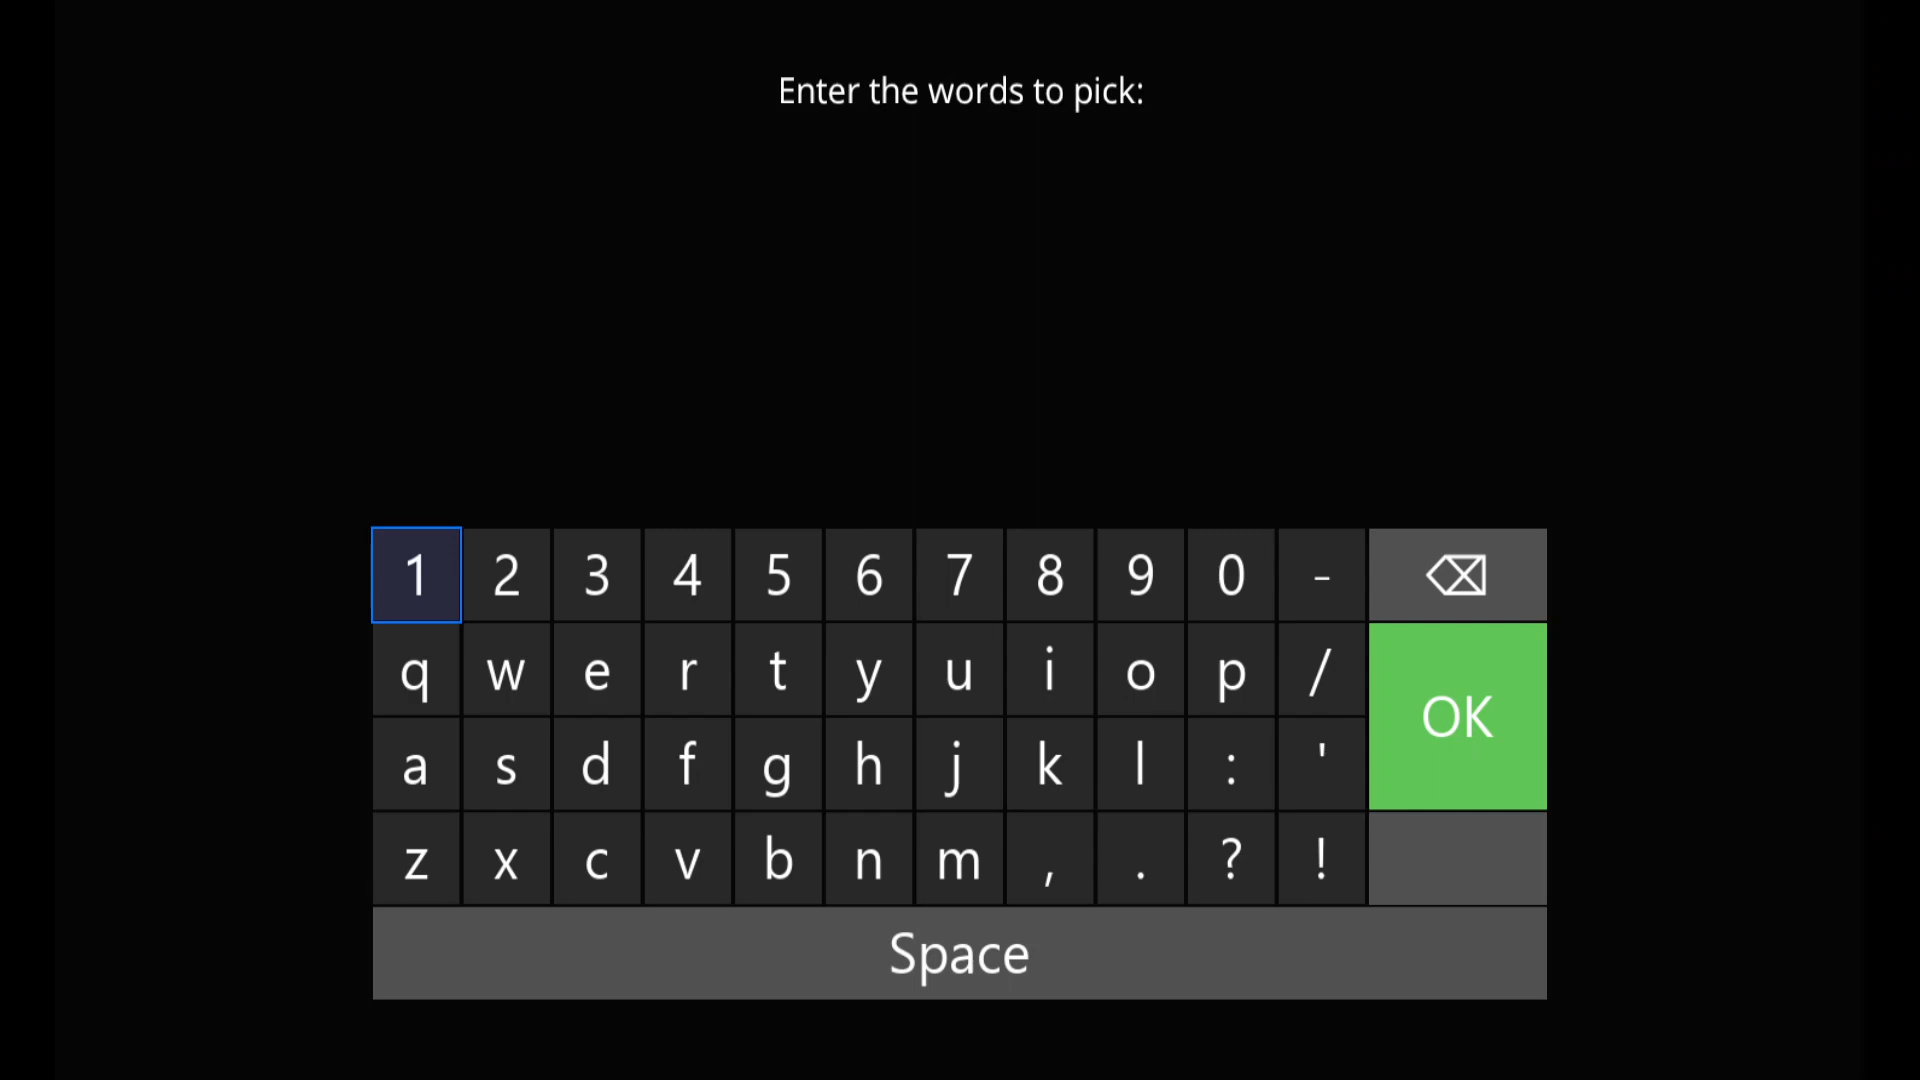 Enter the words to pick:
1 2 3 4 5 6 7 8 9 0 - ⌫
q w e r t y u i o p /
OK
a s d f g h j k l : '
z x c v b n m , . ? !
Space